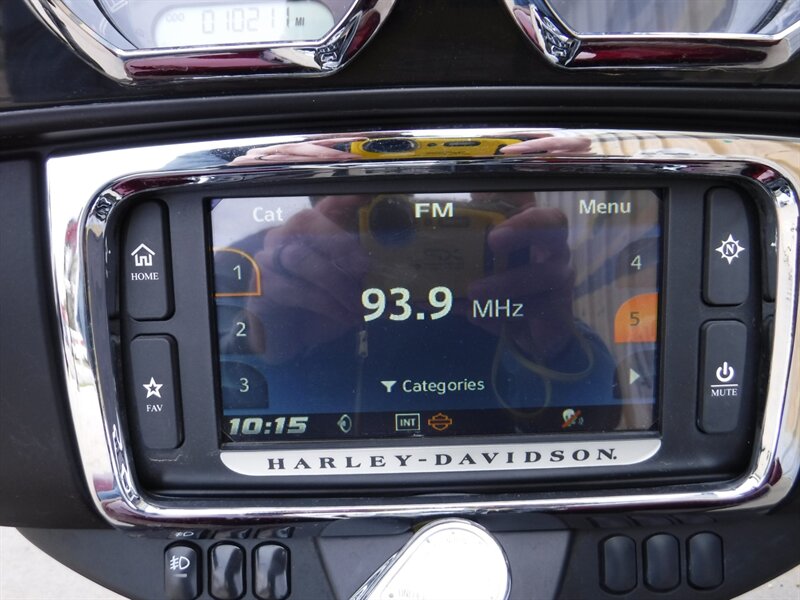 ODO 010211 MI
Cat FM Menu
HOME
N
1
4
93.9 MHz
2
5
3
Categories
FAV
MUTE
10:15
INT
HARLEY-DAVIDSON